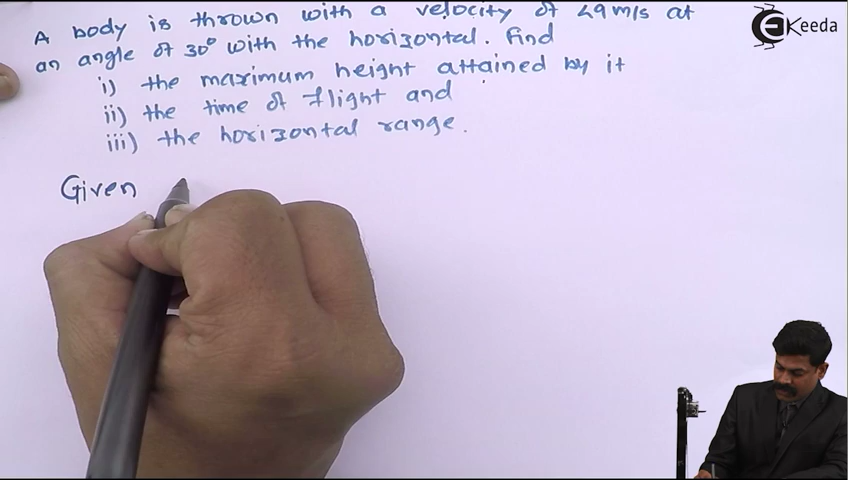 A body is thrown with a velocity of 49 m/s at
an angle of 30° with the horizontal. Find
i) the maximum height attained by it
ii) the time of flight and
iii) the horizontal range.
Given
EKeeda